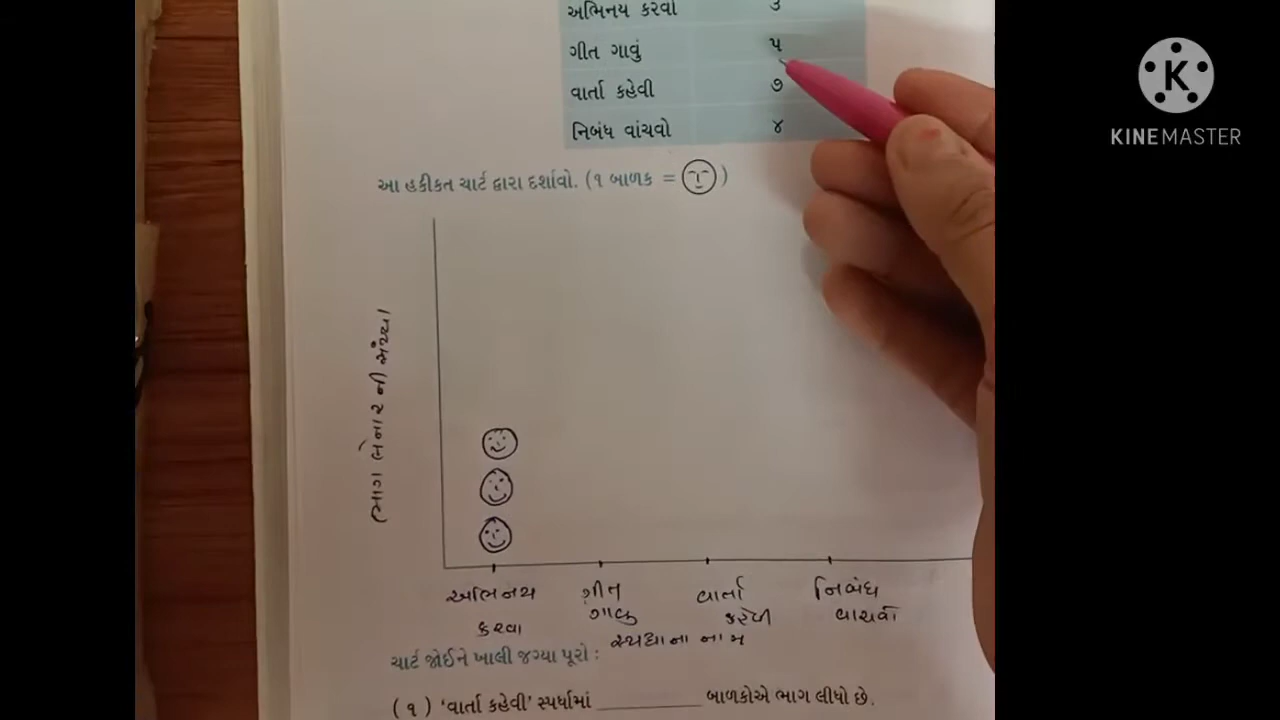 અભિનય કરવો ૩
ગીત ગાવું ૫
વાર્તા કહેવી ૭
નિબંધ વાંચવો ૪
આ હકીકત ચાર્ટ દ્વારા દર્શાવો. (૧ બાળક = )
ભાગ લેનાર ની સંખ્યા
અભિનય ગીત વાર્તા નિબંધ
કરવા ગાવુ કહેવી વાચવો
સ્પર્ધાના નામ
ચાર્ટ જોઈને ખાલી જગ્યા પૂરો :
(૧) ‘વાર્તા કહેવી’ સ્પર્ધામાં ________ બાળકોએ ભાગ લીધો છે.
K
KINEMASTER